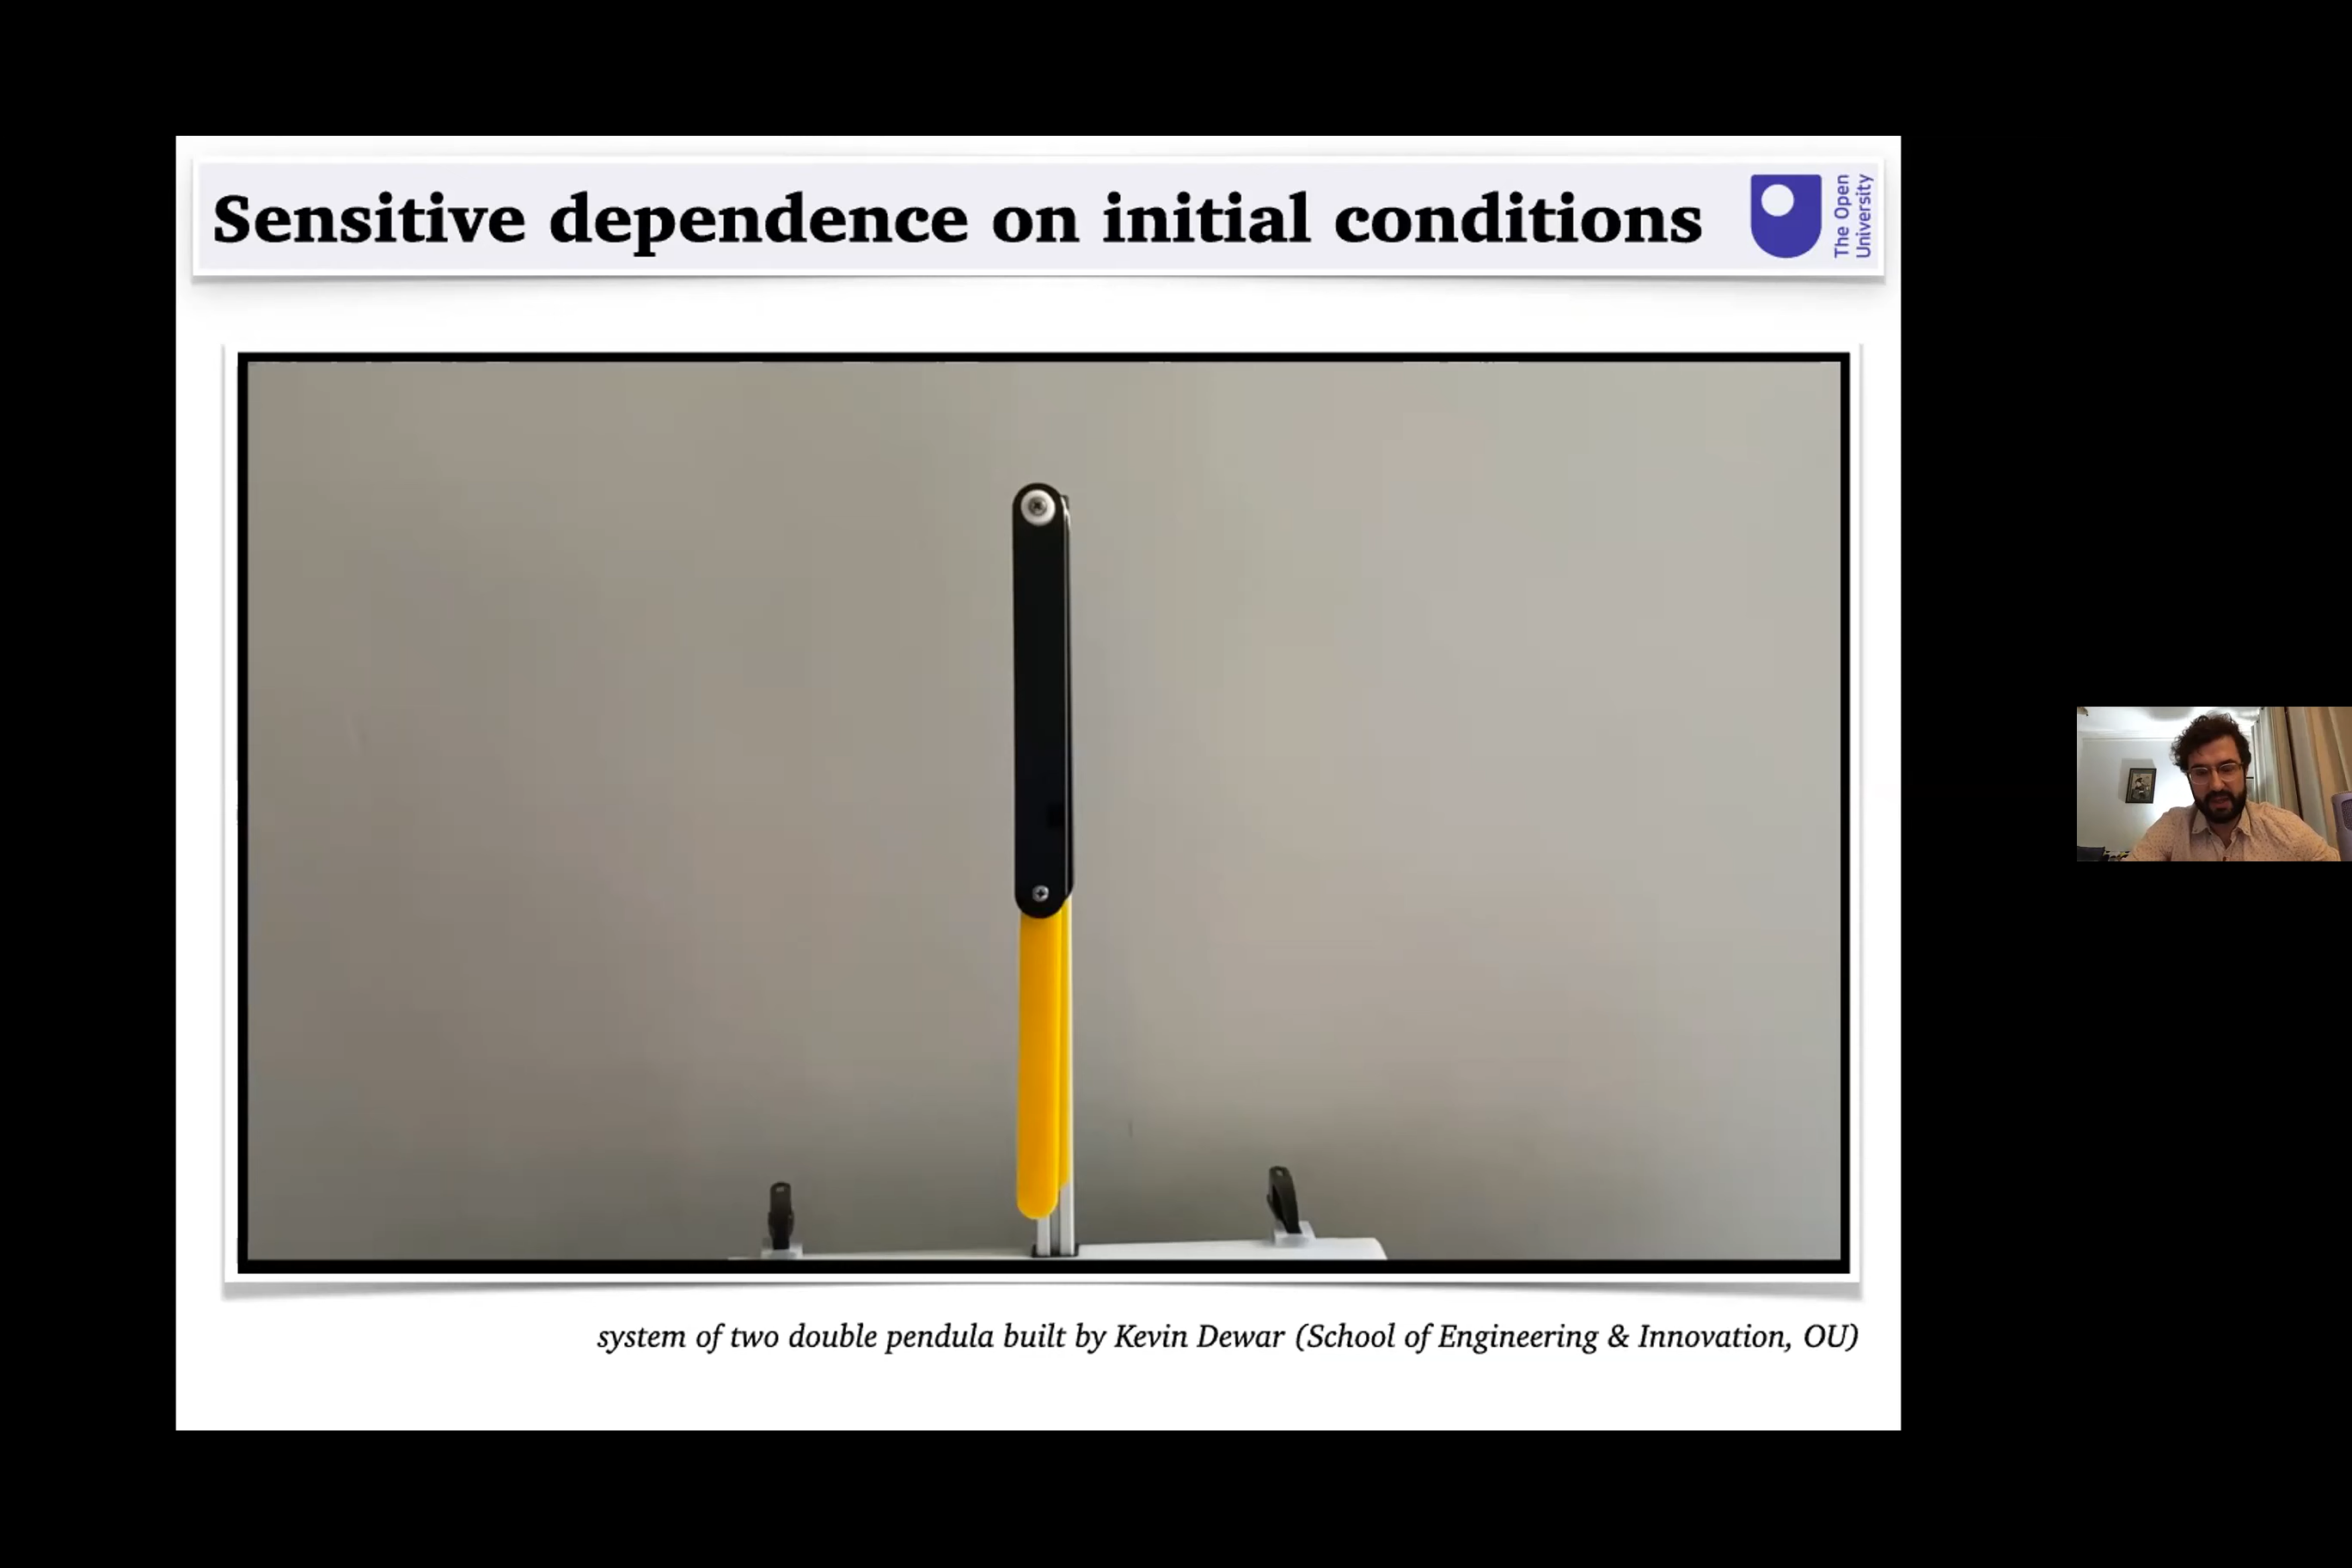 Sensitive dependence on initial conditions
The Open
University
system of two double pendula built by Kevin Dewar (School of Engineering & Innovation, OU)